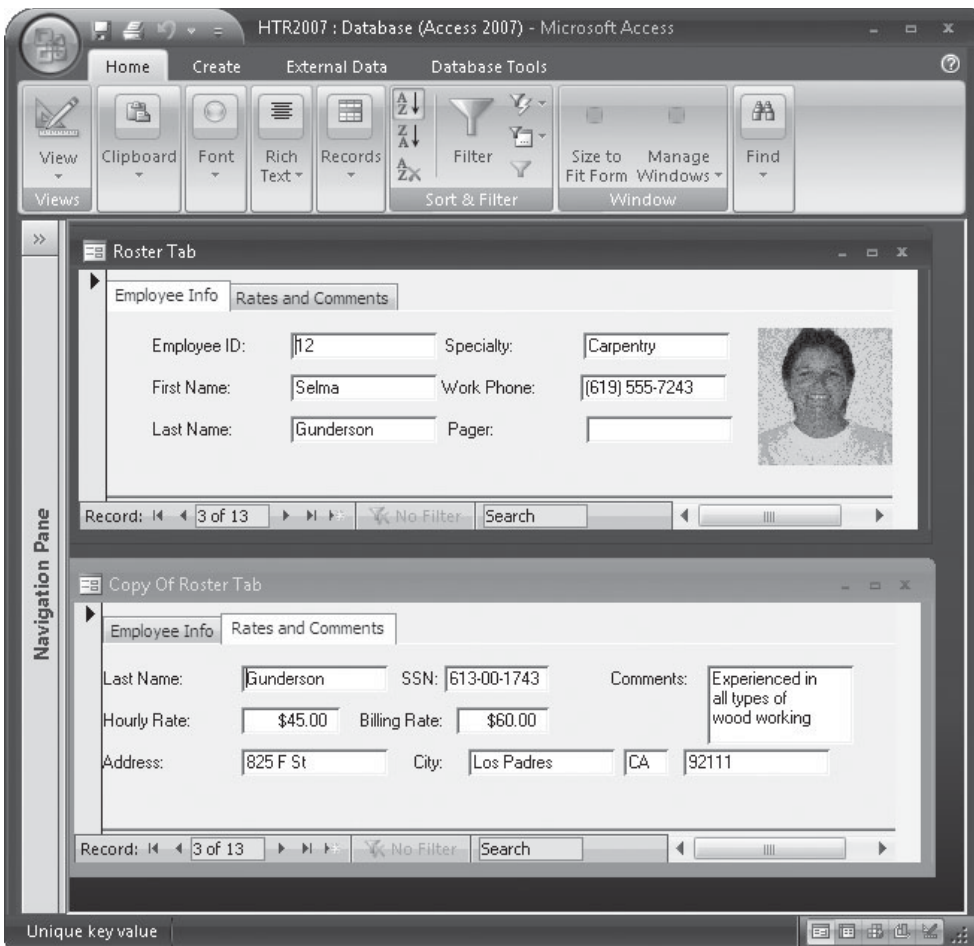 HTR2007 : Database (Access 2007) - Microsoft Access
Home Create External Data Database Tools
View
Views
Clipboard
Font
Rich Text
Records
Filter
Sort & Filter
Size to Fit Form
Manage Windows
Window
Find
Navigation Pane
Roster Tab
Employee Info Rates and Comments
Employee ID: 12 Specialty: Carpentry
First Name: Selma Work Phone: (619) 555-7243
Last Name: Gunderson Pager:
Record: 3 of 13 No Filter Search
Copy Of Roster Tab
Employee Info Rates and Comments
Last Name: Gunderson SSN: 613-00-1743 Comments: Experienced in
all types of
wood working
Hourly Rate: $45.00 Billing Rate: $60.00
Address: 825 F St City: Los Padres CA 92111
Record: 3 of 13 No Filter Search
Unique key value